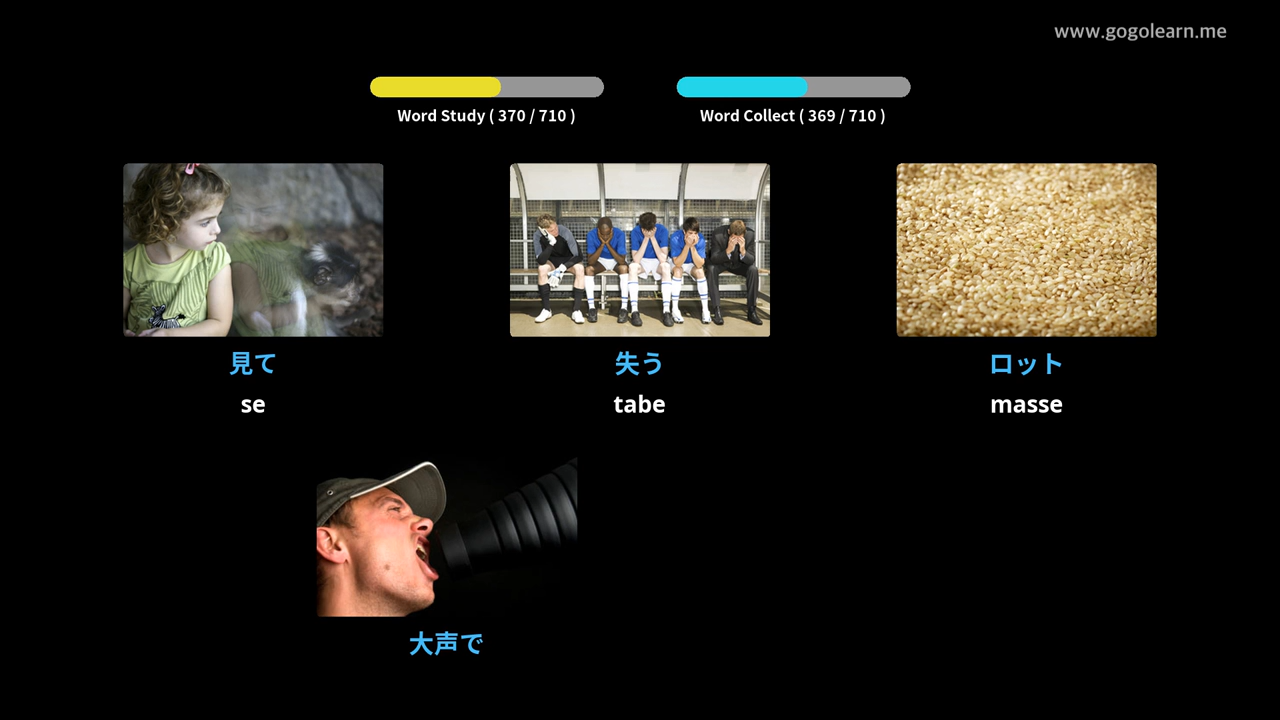 www.gogolearn.me
Word Study ( 370 / 710 )
Word Collect ( 369 / 710 )
見て
失う
ロット
se
tabe
masse
大声で